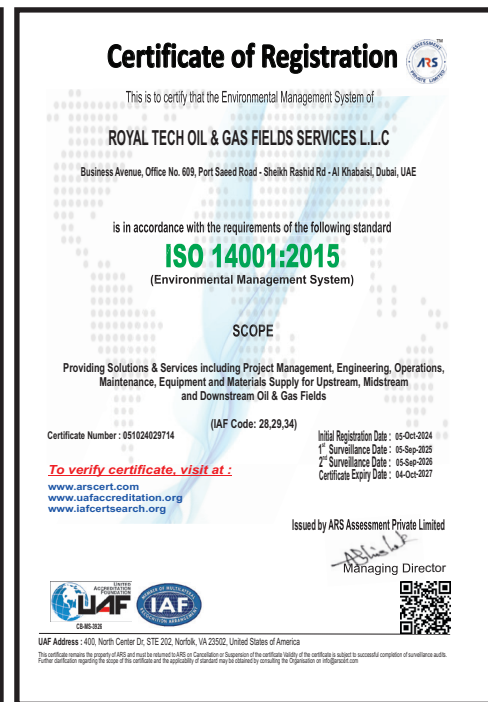 Certificate of Registration
ASSESSMENT
ARS
PRIVATE LIMITED
TM
This is to certify that the Environmental Management System of
ROYAL TECH OIL & GAS FIELDS SERVICES L.L.C
Business Avenue, Office No. 609, Port Saeed Road - Sheikh Rashid Rd - Al Khabaisi, Dubai, UAE
is in accordance with the requirements of the following standard
ISO 14001:2015
(Environmental Management System)
SCOPE
Providing Solutions & Services including Project Management, Engineering, Operations,
Maintenance, Equipment and Materials Supply for Upstream, Midstream
and Downstream Oil & Gas Fields
(IAF Code: 28,29,34)
Certificate Number : 051024029714
Initial Registration Date : 05-Oct-2024
1st Surveillance Date : 05-Sep-2025
2nd Surveillance Date : 05-Sep-2026
Certificate Expiry Date : 04-Oct-2027
To verify certificate, visit at :
www.arscert.com
www.uafaccreditation.org
www.iafcertsearch.org
Issued by ARS Assessment Private Limited
Abhishek
Managing Director
UNITED
ACCREDITATION
FOUNDATION
UAF
CB-MS-3926
MEMBER OF MULTILATERAL
IAF
RECOGNITION ARRANGEMENT
UAF Address : 400, North Center Dr, STE 202, Norfolk, VA 23502, United States of America
This certificate remains the property of ARS and must be returned to ARS on Cancellation or Suspension of the certificate Validity of the certificate is subject to successful completion of surveillance audits.
Further clarification regarding the scope of this certificate and the applicability of standard may be obtained by consulting the Organisation on info@arscert.com